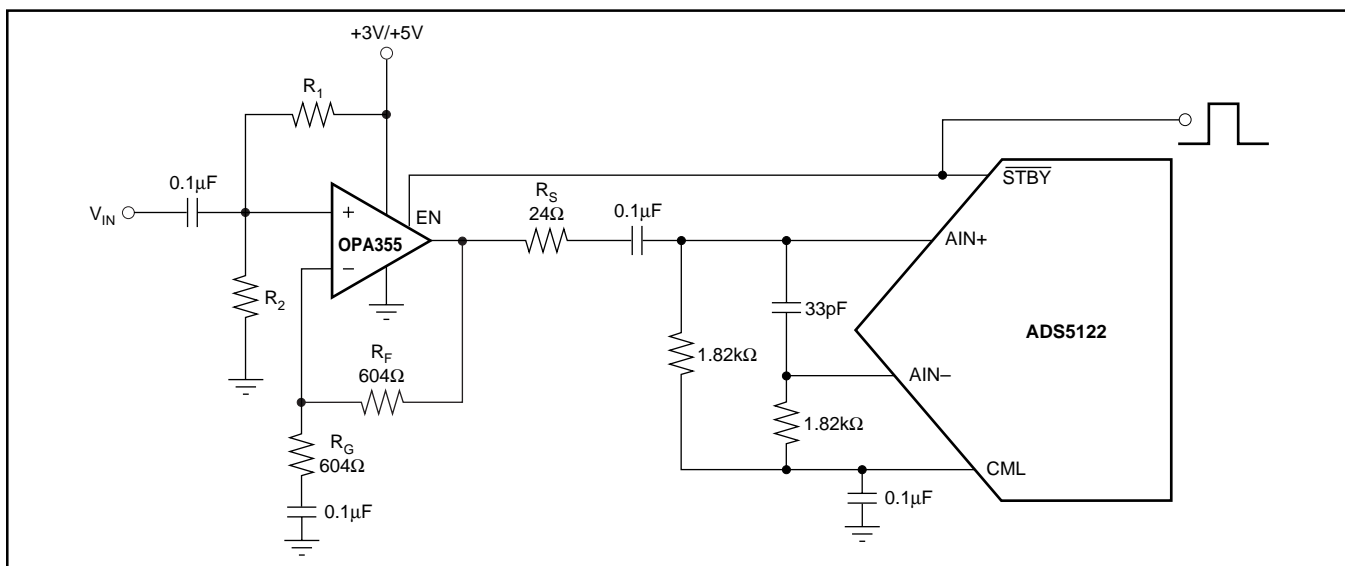 +3V/+5V
R1
0.1µF
VIN
+
EN
OPA355
−
R2
RF
604Ω
RG
604Ω
0.1µF
RS
24Ω
0.1µF
1.82kΩ
33pF
1.82kΩ
0.1µF
STBY
AIN+
ADS5122
AIN–
CML